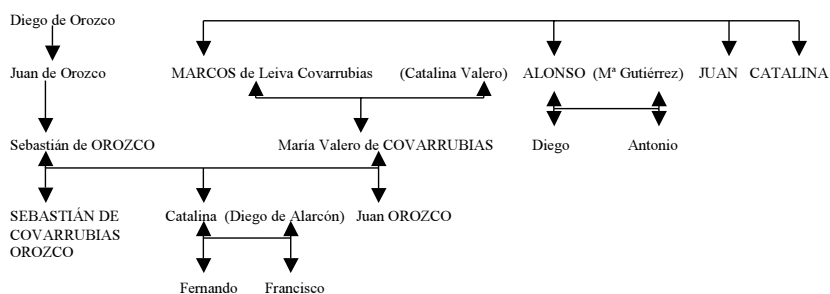 Diego de Orozco
Juan de Orozco MARCOS de Leiva Covarrubias (Catalina Valero) ALONSO (Mª Gutiérrez) JUAN CATALINA
Sebastián de OROZCO María Valero de COVARRUBIAS Diego Antonio
SEBASTIÁN DE Catalina (Diego de Alarcón) Juan OROZCO
COVARRUBIAS
OROZCO
Fernando Francisco